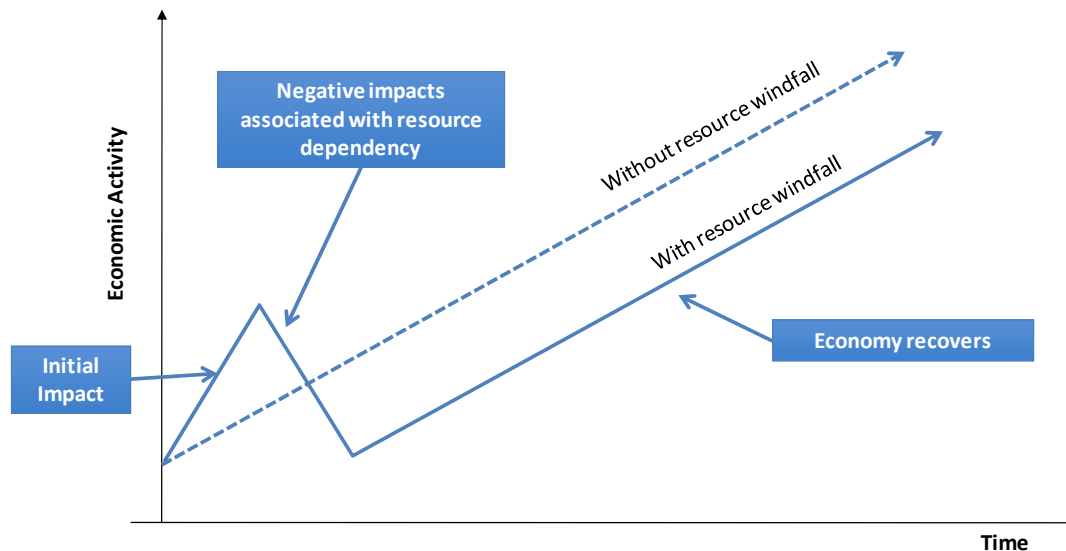 Negative impacts
associated with resource
dependency
Without resource windfall
With resource windfall
Economic Activity
Initial
Impact
Economy recovers
Time